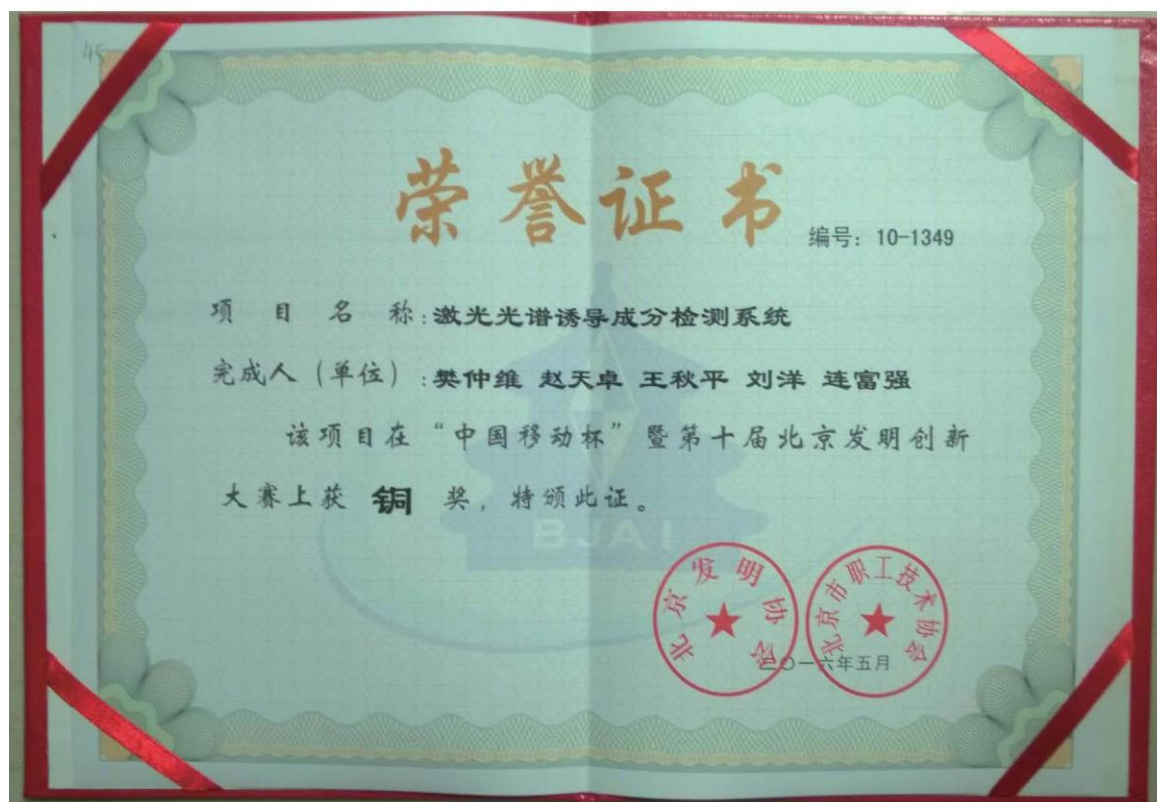 45
荣誉证书
编号：10-1349
项目名称：激光光谱诱导成分检测系统
完成人（单位）：樊仲维 赵天卓 王秋平 刘洋 连富强
该项目在“中国移动杯”暨第十届北京发明创新
大赛上获 铜 奖，特颁此证。
BJAI
北京发明协会
北京市职工技术协会
二〇一六年五月